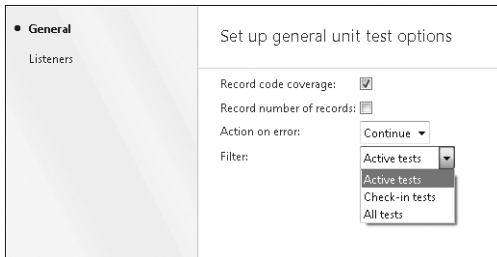 General
Listeners
Set up general unit test options
Record code coverage:
Record number of records:
Action on error: Continue
Filter: Active tests
Active tests
Check-in tests
All tests